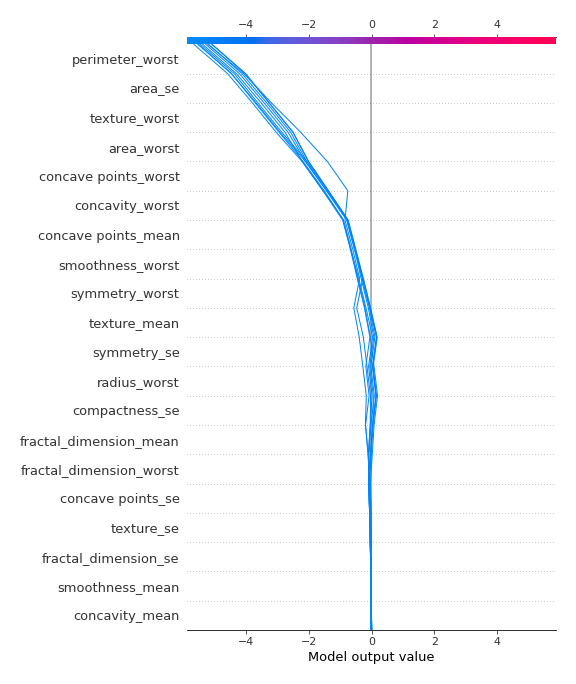 −4 −2 0 2 4
perimeter_worst
area_se
texture_worst
area_worst
concave points_worst
concavity_worst
concave points_mean
smoothness_worst
symmetry_worst
texture_mean
symmetry_se
radius_worst
compactness_se
fractal_dimension_mean
fractal_dimension_worst
concave points_se
texture_se
fractal_dimension_se
smoothness_mean
concavity_mean
−4 −2 0 2 4
Model output value